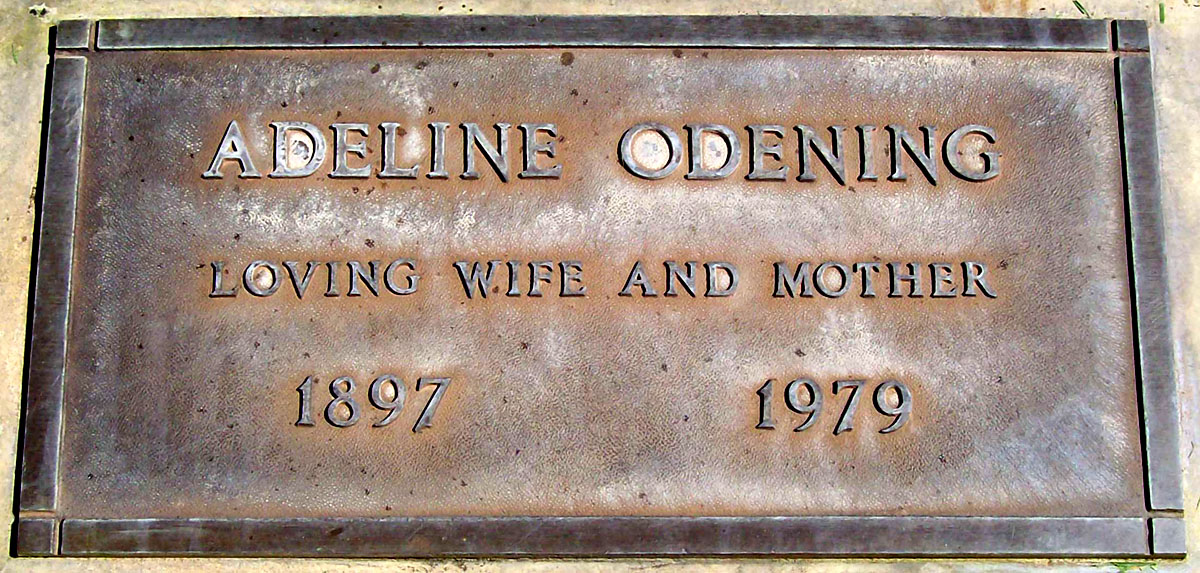 ADELINE ODENING
LOVING WIFE AND MOTHER
1897 1979